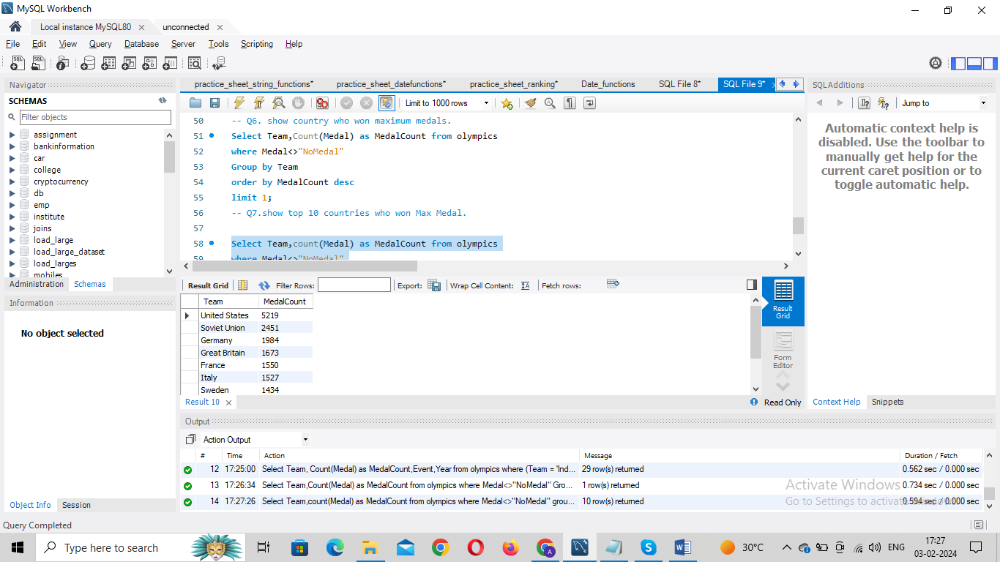 MySQL Workbench
Local instance MySQL80 unconnected
File Edit View Query Database Server Tools Scripting Help
Navigator
SCHEMAS
Filter objects
assignment
bankinformation
car
college
cryptocurrency
db
emp
institute
joins
load_large
load_large_dataset
load_larges
mobiles
Administration Schemas
Information
No object selected
Object Info Session
practice_sheet_string_functions* practice_sheet_datefunctions* practice_sheet_ranking* Date_functions SQL File 8* SQL File 9*
Limit to 1000 rows
50 -- Q6. show country who won maximum medals.
51 Select Team,Count(Medal) as MedalCount from olympics
52 where Medal<>"NoMedal"
53 Group by Team
54 order by MedalCount desc
55 limit 1;
56 -- Q7.show top 10 countries who won Max Medal.
57
58 Select Team,count(Medal) as MedalCount from olympics
59 where Medal<>"NoMedal"
Result Grid Filter Rows: Export: Wrap Cell Content: Fetch rows:
Team MedalCount
United States 5219
Soviet Union 2451
Germany 1984
Great Britain 1673
France 1550
Italy 1527
Sweden 1434
Result Grid
Form Editor
Result 10 Read Only
SQLAdditions
Jump to
Automatic context help is
disabled. Use the toolbar to
manually get help for the
current caret position or to
toggle automatic help.
Context Help Snippets
Output
Action Output
# Time Action Message Duration / Fetch
12 17:25:00 Select Team, Count(Medal) as MedalCount,Event,Year from olympics where (Team = 'Ind... 29 row(s) returned 0.562 sec / 0.000 sec
13 17:26:34 Select Team,Count(Medal) as MedalCount from olympics where Medal<>"NoMedal" Gro... 1 row(s) returned 0.734 sec / 0.000 sec
14 17:27:26 Select Team,count(Medal) as MedalCount from olympics where Medal<>"NoMedal" grou... 10 row(s) returned 0.594 sec / 0.000 sec
Activate Windows
Go to Settings to activate Windows.
Query Completed
Type here to search
30°C ENG 17:27
03-02-2024